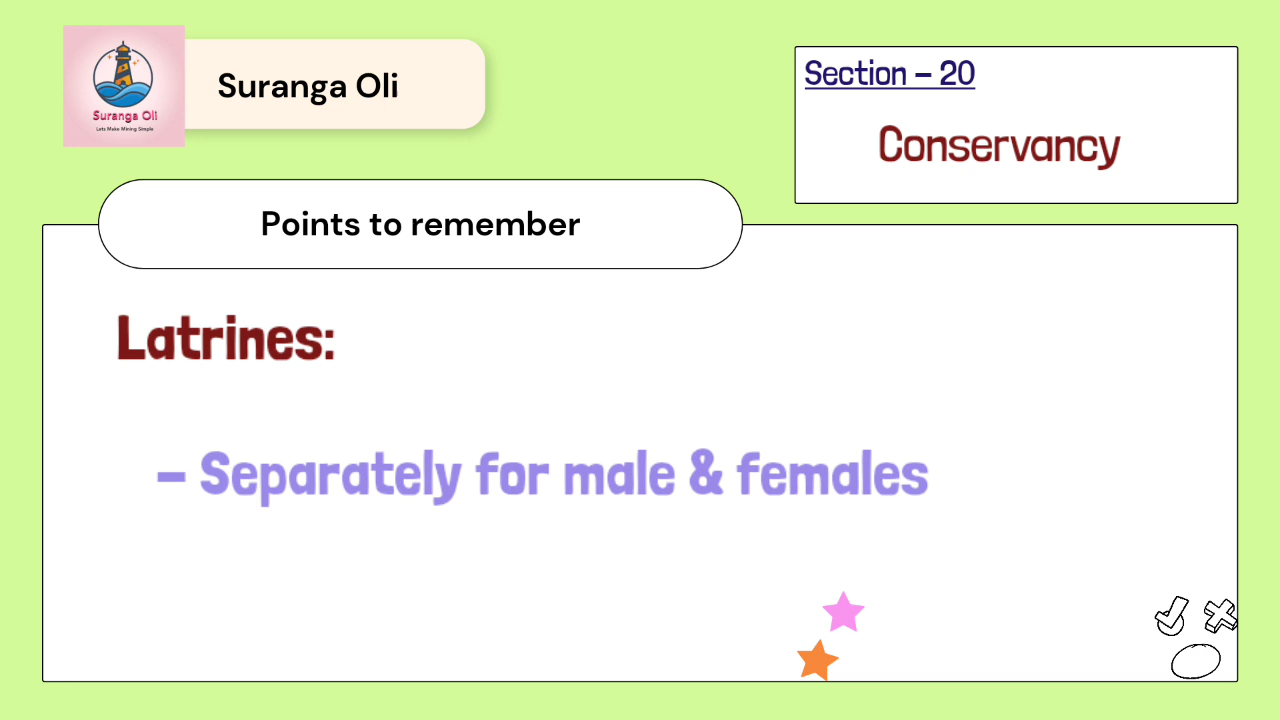 Suranga Oli
Lets Make Mining Simple
Suranga Oli
Section – 20
Conservancy
Points to remember
Latrines:
– Separately for male & females